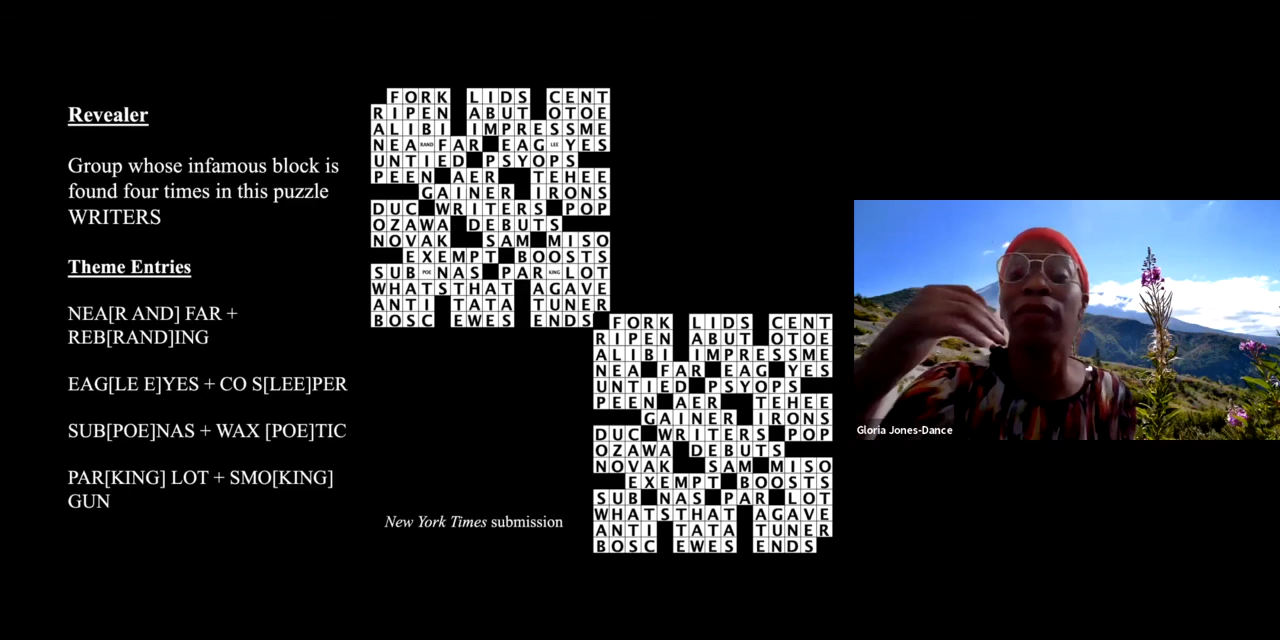 Revealer
Group whose infamous block is
found four times in this puzzle
WRITERS
Theme Entries
NEA[R AND] FAR +
REB[RAND]ING
EAG[LE E]YES + CO S[LEE]PER
SUB[POE]NAS + WAX [POE]TIC
PAR[KING] LOT + SMO[KING]
GUN
FORK LIDS CENT
RIPEN ABUT OTOE
ALIBI IMPRESSME
NEA RAND FAR EAG LEE YES
UNTIED PSYOPS
PEEN AER TEHEE
GAINER IRONS
DUC WRITERS POP
OZAWA DEBUTS
NOVAK SAM MISO
EXEMPT BOOSTS
SUB POE NAS PAR KING LOT
WHATSTHAT AGAVE
ANTI TATA TUNER
BOSC EWES ENDS
FORK LIDS CENT
RIPEN ABUT OTOE
ALIBI IMPRESSME
NEA FAR EAG YES
UNTIED PSYOPS
PEEN AER TEHEE
GAINER IRONS
DUC WRITERS POP
OZAWA DEBUTS
NOVAK SAM MISO
EXEMPT BOOSTS
SUB NAS PAR LOT
WHATSTHAT AGAVE
ANTI TATA TUNER
BOSC EWES ENDS
New York Times submission
Gloria Jones-Dance